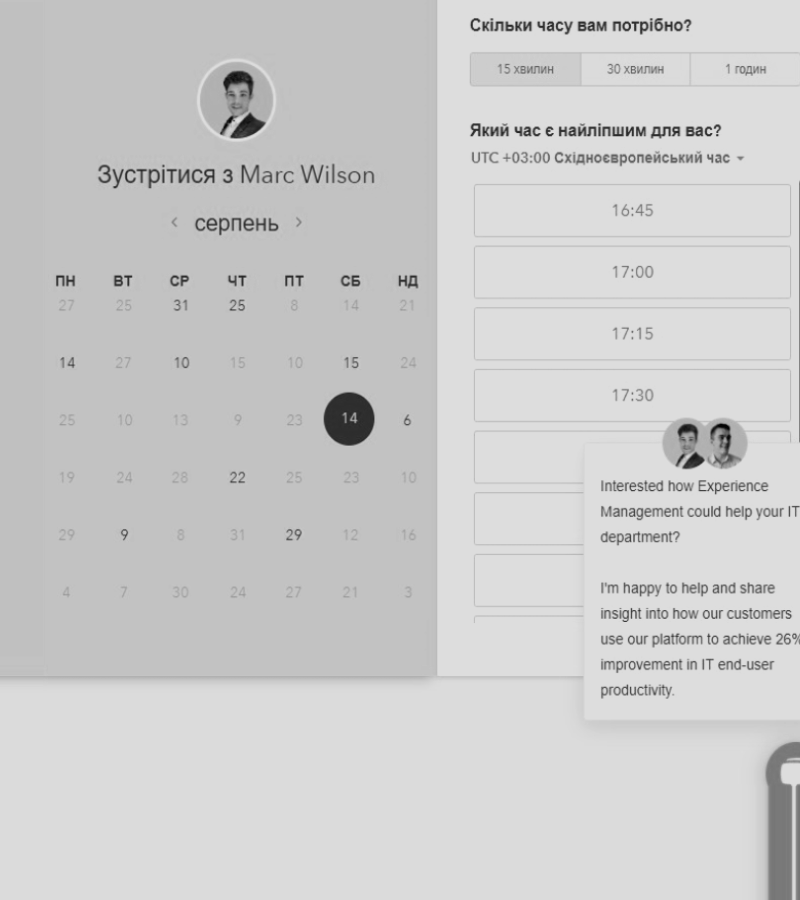 Зустрітися з Marc Wilson
‹ серпень ›
ПН ВТ СР ЧТ ПТ СБ НД
27 25 31 25 8 14 21
14 27 10 15 10 15 24
25 10 13 9 23 14 6
19 24 28 22 25 23 10
29 9 8 31 29 12 16
4 7 30 24 27 21 3
Скільки часу вам потрібно?
15 хвилин 30 хвилин 1 годин
Який час є найліпшим для вас?
UTC +03:00 Східноєвропейський час
16:45
17:00
17:15
17:30
Interested how Experience
Management could help your IT
department?
I'm happy to help and share
insight into how our customers
use our platform to achieve 26%
improvement in IT end-user
productivity.